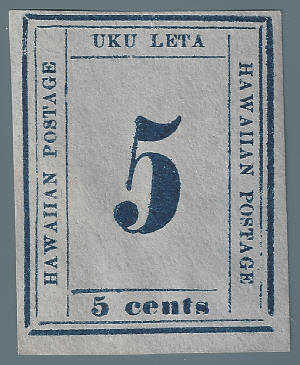 UKU LETA
HAWAIIAN POSTAGE
5
HAWAIIAN POSTAGE
5 cents